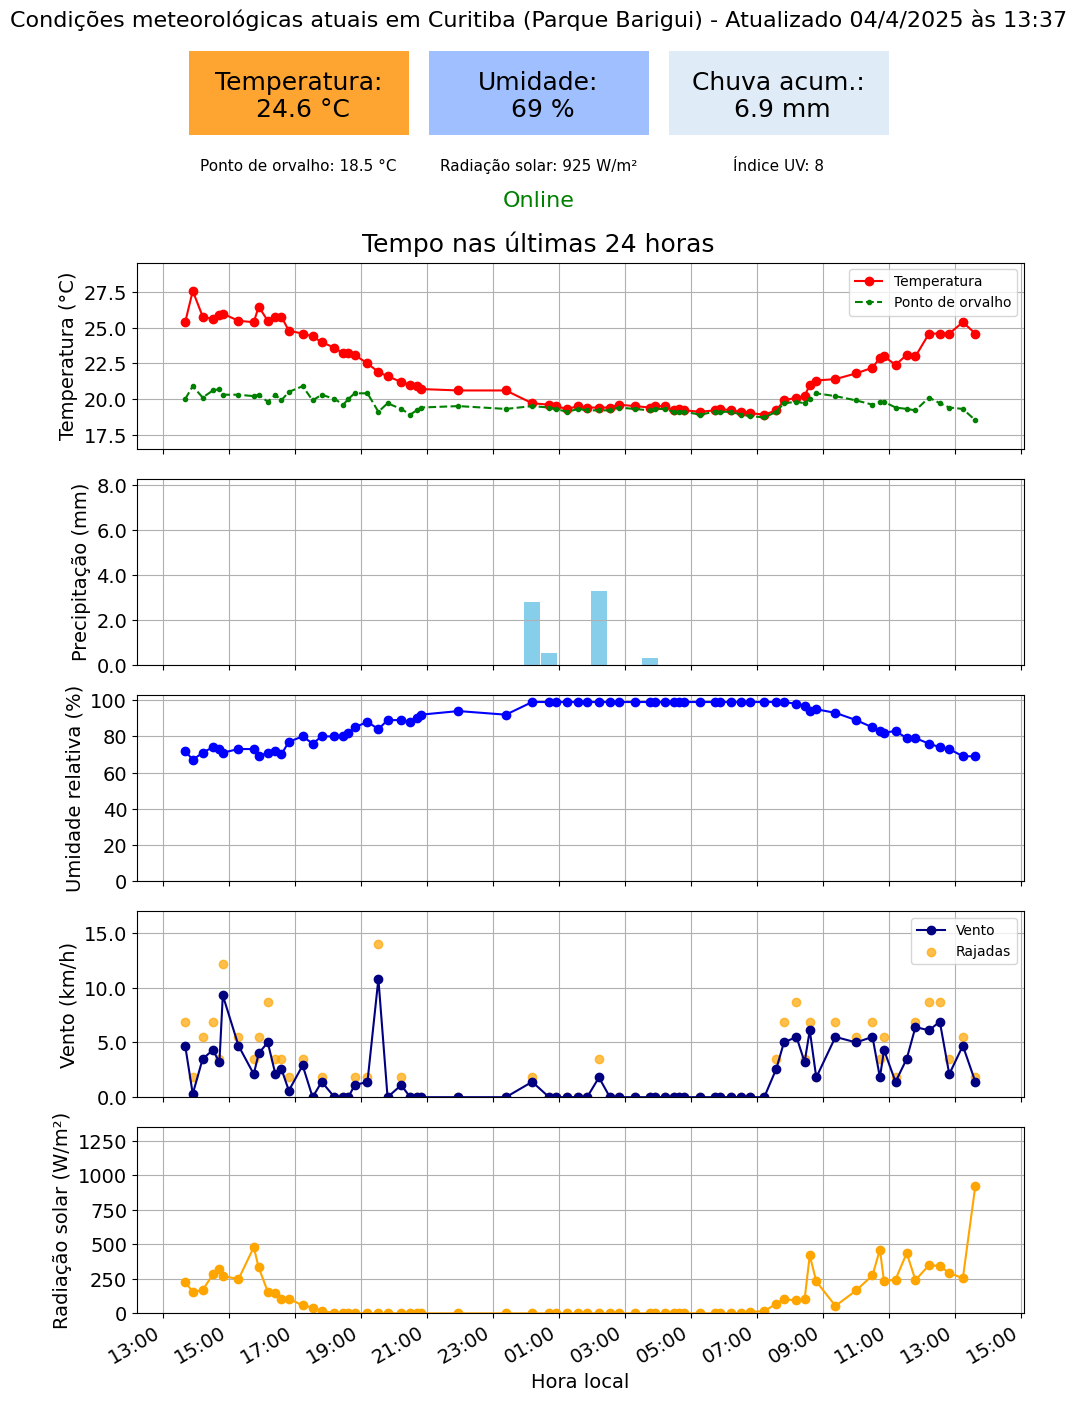 Condições meteorológicas atuais em Curitiba (Parque Barigui) - Atualizado 04/4/2025 às 13:37
Temperatura:
24.6 °C
Umidade:
69 %
Chuva acum.:
6.9 mm
Ponto de orvalho: 18.5 °C
Radiação solar: 925 W/m²
Índice UV: 8
Online
Tempo nas últimas 24 horas
Temperatura (°C)
27.5
25.0
22.5
20.0
17.5
Temperatura
Ponto de orvalho
Precipitação (mm)
8.0
6.0
4.0
2.0
0.0
Umidade relativa (%)
100
80
60
40
20
0
Vento (km/h)
15.0
10.0
5.0
0.0
Vento
Rajadas
Radiação solar (W/m²)
1250
1000
750
500
250
0
13:00
15:00
17:00
19:00
21:00
23:00
01:00
03:00
05:00
07:00
09:00
11:00
13:00
15:00
Hora local